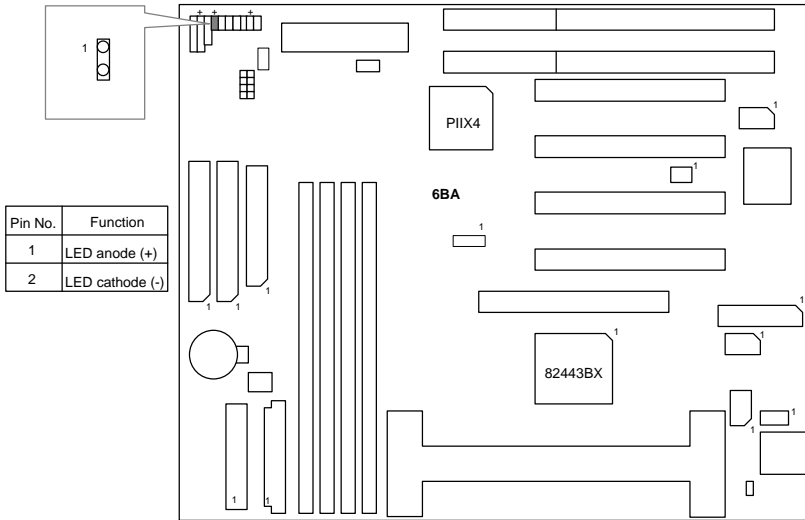 + + +
1
PIIX4
1
1
6BA
1
Pin No. Function
1 LED anode (+)
2 LED cathode (-)
1 1 1
1
1
82443BX
1
1
1
1 1